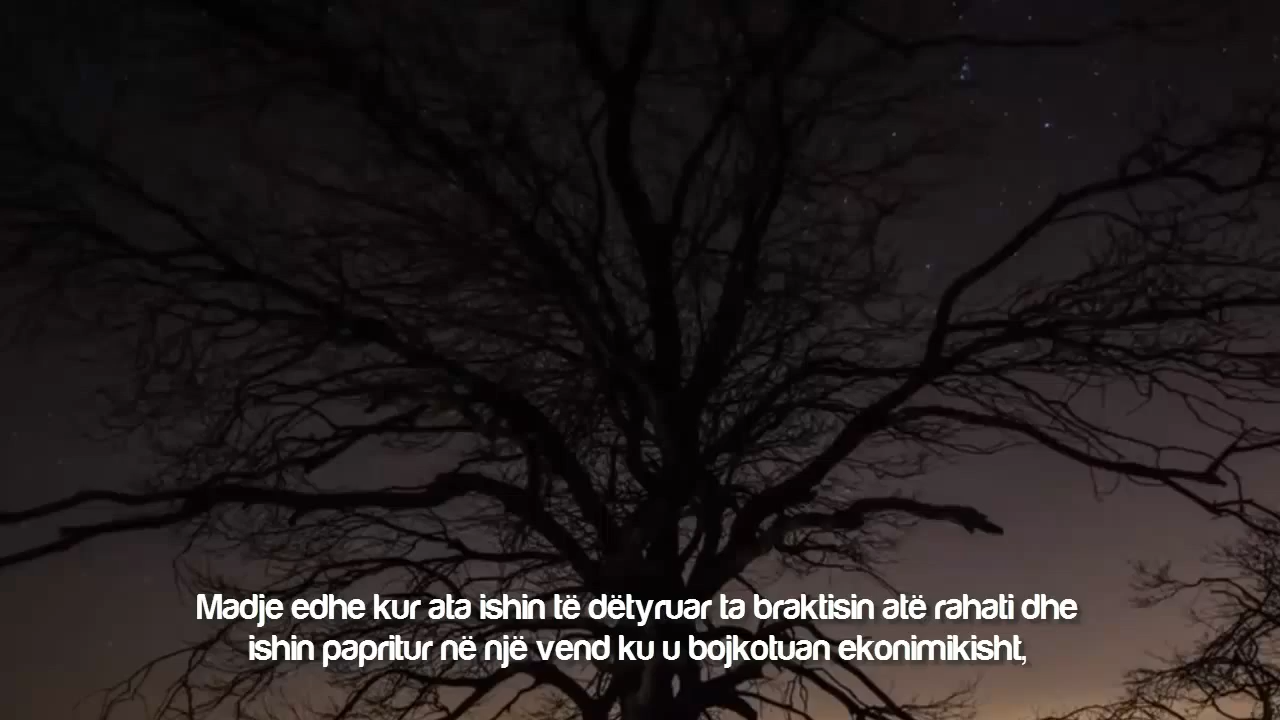 Madje edhe kur ata ishin të dëtyruar ta braktisin atë rahati dhe
ishin papritur në një vend ku u bojkotuan ekonimikisht,